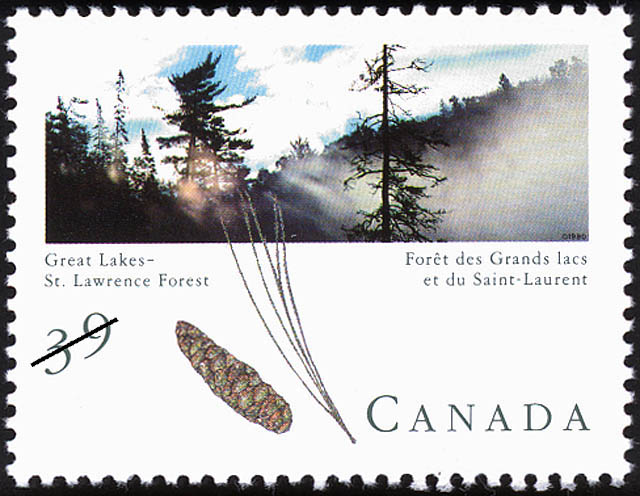 ©1990
Great Lakes–
St. Lawrence Forest
Forêt des Grands lacs
et du Saint-Laurent
39
CANADA